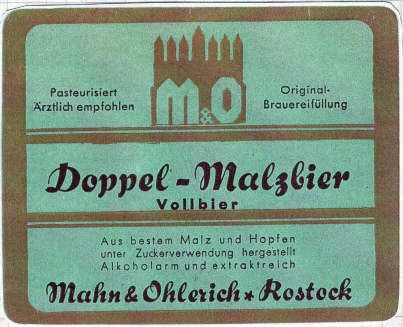 Pasteurisiert
Ärztlich empfohlen
M&O
Original-
Brauereifüllung
Doppel-Malzbier
Vollbier
Aus bestem Malz und Hopfen
unter Zuckerverwendung hergestellt
Alkoholarm und extraktreich
Mahn & Ohlerich * Rostock